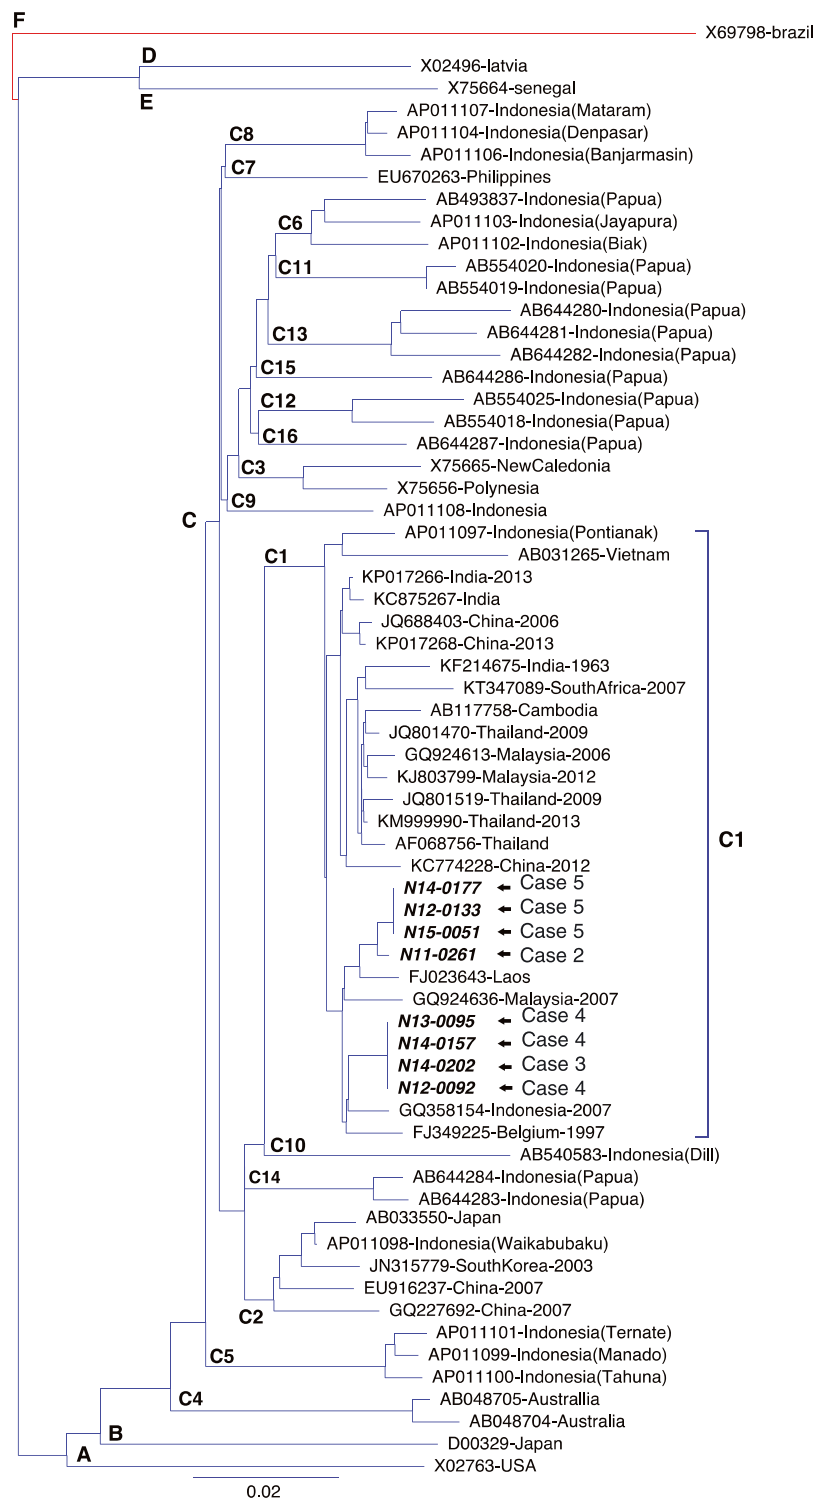 F
X69798-brazil
D
X02496-latvia
X75664-senegal
E
AP011107-Indonesia(Mataram)
C8
AP011104-Indonesia(Denpasar)
AP011106-Indonesia(Banjarmasin)
C7
EU670263-Philippines
AB493837-Indonesia(Papua)
C6
AP011103-Indonesia(Jayapura)
AP011102-Indonesia(Biak)
C11
AB554020-Indonesia(Papua)
AB554019-Indonesia(Papua)
AB644280-Indonesia(Papua)
C13
AB644281-Indonesia(Papua)
AB644282-Indonesia(Papua)
C15
AB644286-Indonesia(Papua)
C12
AB554025-Indonesia(Papua)
AB554018-Indonesia(Papua)
C16
AB644287-Indonesia(Papua)
C3
X75665-NewCaledonia
X75656-Polynesia
C9
AP011108-Indonesia
C
AP011097-Indonesia(Pontianak)
C1
AB031265-Vietnam
KP017266-India-2013
KC875267-India
JQ688403-China-2006
KP017268-China-2013
KF214675-India-1963
KT347089-SouthAfrica-2007
AB117758-Cambodia
JQ801470-Thailand-2009
GQ924613-Malaysia-2006
KJ803799-Malaysia-2012
JQ801519-Thailand-2009
KM999990-Thailand-2013
C1
AF068756-Thailand
KC774228-China-2012
N14-0177 Case 5
N12-0133 Case 5
N15-0051 Case 5
N11-0261 Case 2
FJ023643-Laos
GQ924636-Malaysia-2007
N13-0095 Case 4
N14-0157 Case 4
N14-0202 Case 3
N12-0092 Case 4
GQ358154-Indonesia-2007
FJ349225-Belgium-1997
C10
AB540583-Indonesia(Dill)
C14
AB644284-Indonesia(Papua)
AB644283-Indonesia(Papua)
AB033550-Japan
AP011098-Indonesia(Waikabubaku)
JN315779-SouthKorea-2003
EU916237-China-2007
C2
GQ227692-China-2007
AP011101-Indonesia(Ternate)
C5
AP011099-Indonesia(Manado)
AP011100-Indonesia(Tahuna)
C4
AB048705-Australlia
AB048704-Australia
B
D00329-Japan
A
X02763-USA
0.02